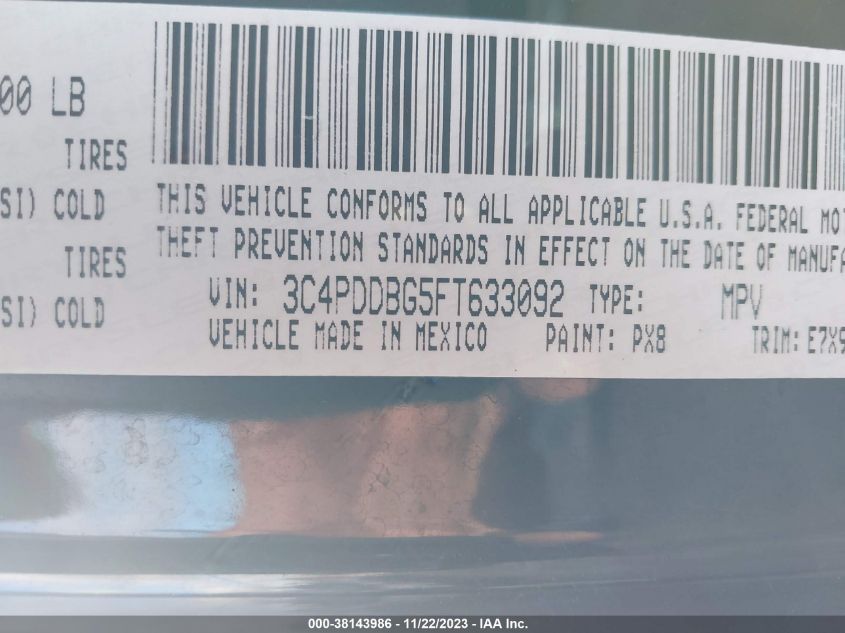 00 LB
TIRES
SI) COLD
TIRES
SI) COLD
THIS VEHICLE CONFORMS TO ALL APPLICABLE U.S.A. FEDERAL MOT
THEFT PREVENTION STANDARDS IN EFFECT ON THE DATE OF MANUFA
VIN: 3C4PDDBG5FT633092 TYPE: MPV
VEHICLE MADE IN MEXICO PAINT: PX8 TRIM: E7X9
000-38143986 - 11/22/2023 - IAA Inc.